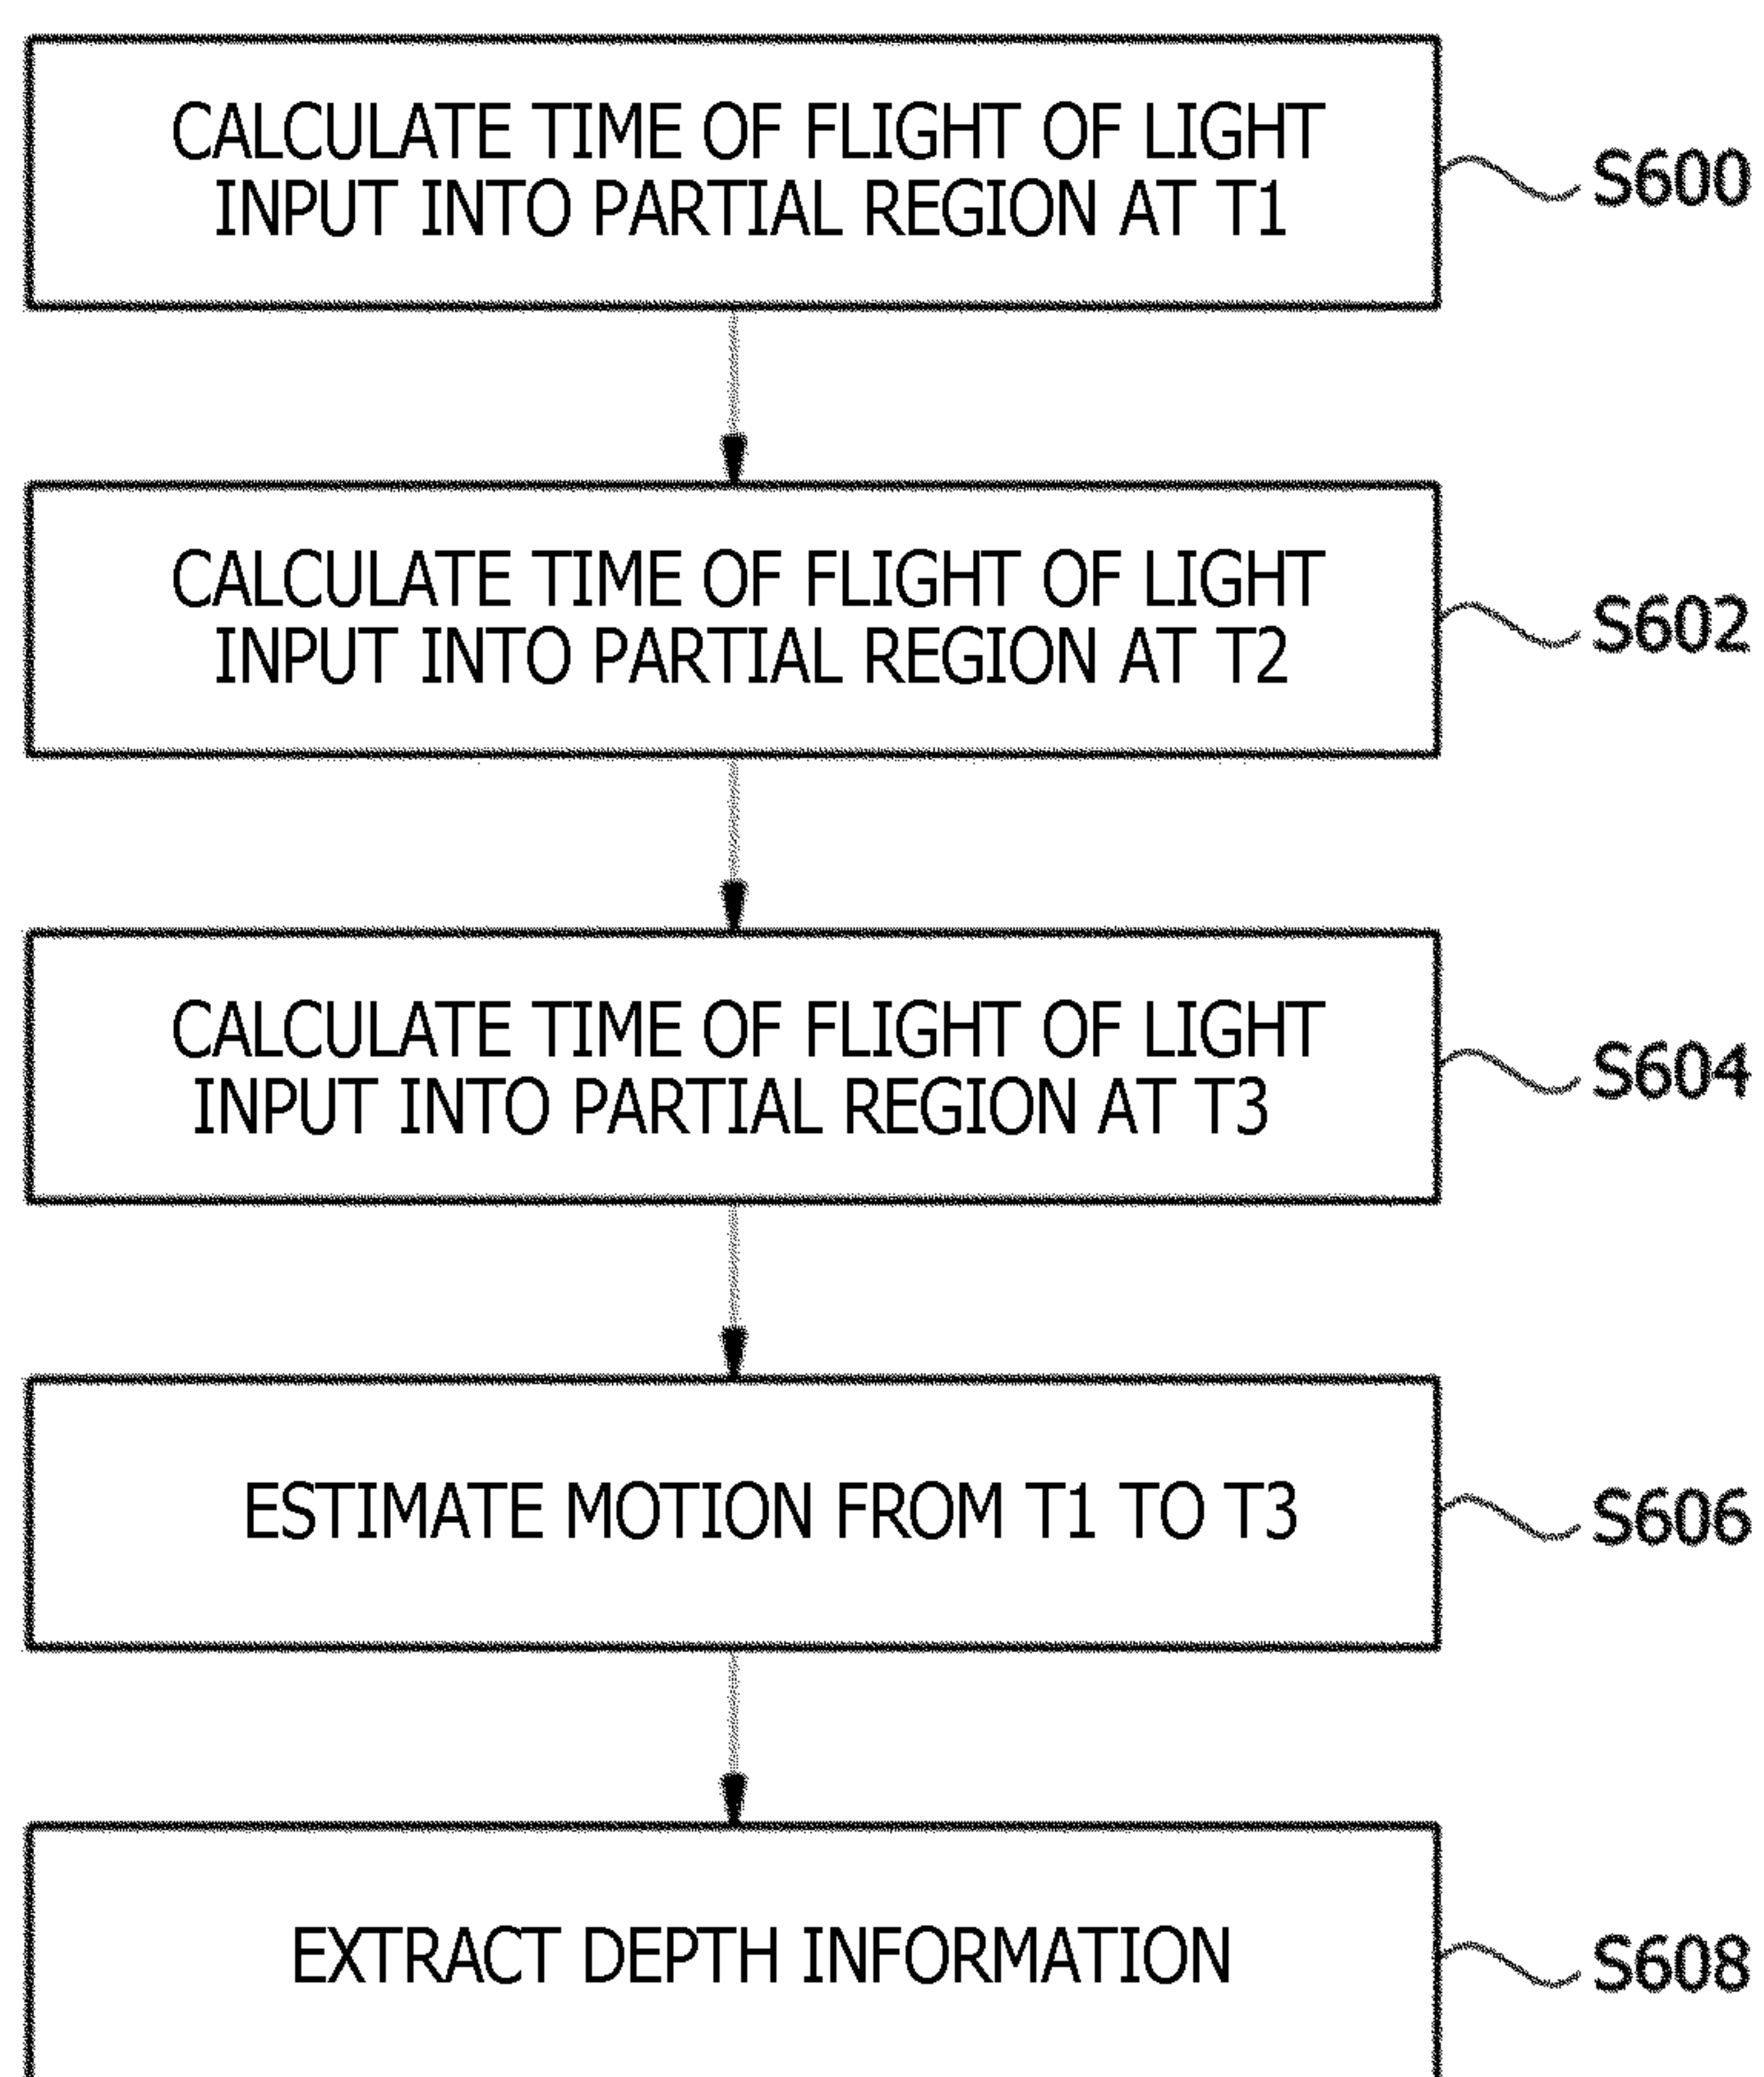 CALCULATE TIME OF FLIGHT OF LIGHT
INPUT INTO PARTIAL REGION AT T1
S600
CALCULATE TIME OF FLIGHT OF LIGHT
INPUT INTO PARTIAL REGION AT T2
S602
CALCULATE TIME OF FLIGHT OF LIGHT
INPUT INTO PARTIAL REGION AT T3
S604
ESTIMATE MOTION FROM T1 TO T3
S606
EXTRACT DEPTH INFORMATION
S608